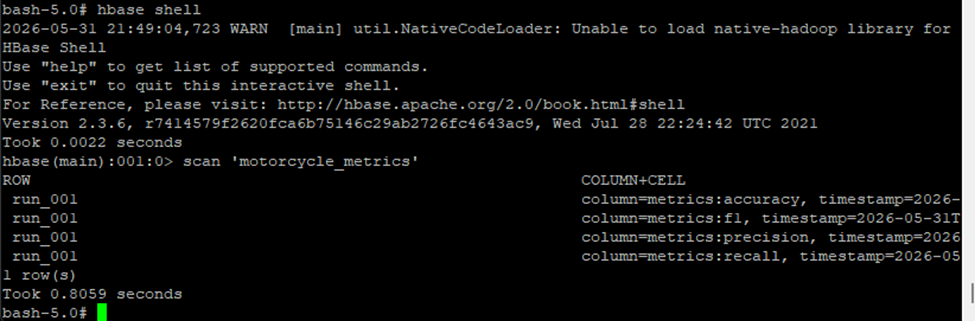 bash-5.0# hbase shell
2026-05-31 21:49:04,723 WARN  [main] util.NativeCodeLoader: Unable to load native-hadoop library for
HBase Shell
Use "help" to get list of supported commands.
Use "exit" to quit this interactive shell.
For Reference, please visit: http://hbase.apache.org/2.0/book.html#shell
Version 2.3.6, r7414579f2620fca6b75146c29ab2726fc4643ac9, Wed Jul 28 22:24:42 UTC 2021
Took 0.0022 seconds
hbase(main):001:0> scan 'motorcycle_metrics'
ROW COLUMN+CELL
run_001 column=metrics:accuracy, timestamp=2026-
run_001 column=metrics:f1, timestamp=2026-05-31T
run_001 column=metrics:precision, timestamp=2026
run_001 column=metrics:recall, timestamp=2026-05
1 row(s)
Took 0.8059 seconds
bash-5.0#